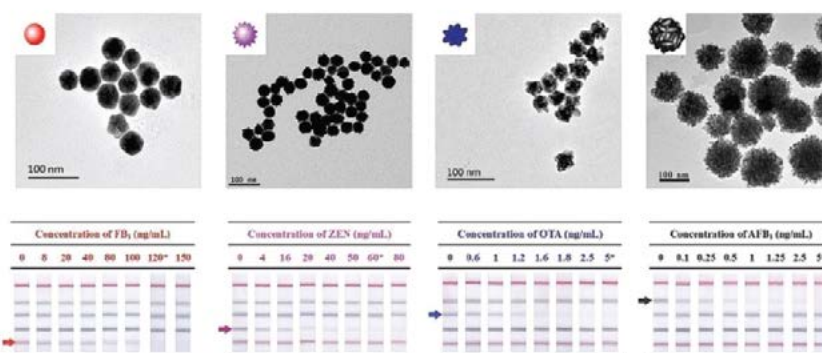 100 nm
100 nm
100 nm
100 nm
Concentration of FB₁ (ng/mL)
0 8 20 40 80 100 120* 150
Concentration of ZEN (ng/mL)
0 4 16 20 40 50 60* 80
Concentration of OTA (ng/mL)
0 0.6 1 1.2 1.6 1.8 2.5 5*
Concentration of AFB₁ (ng/mL)
0 0.1 0.25 0.5 1 1.25 2.5